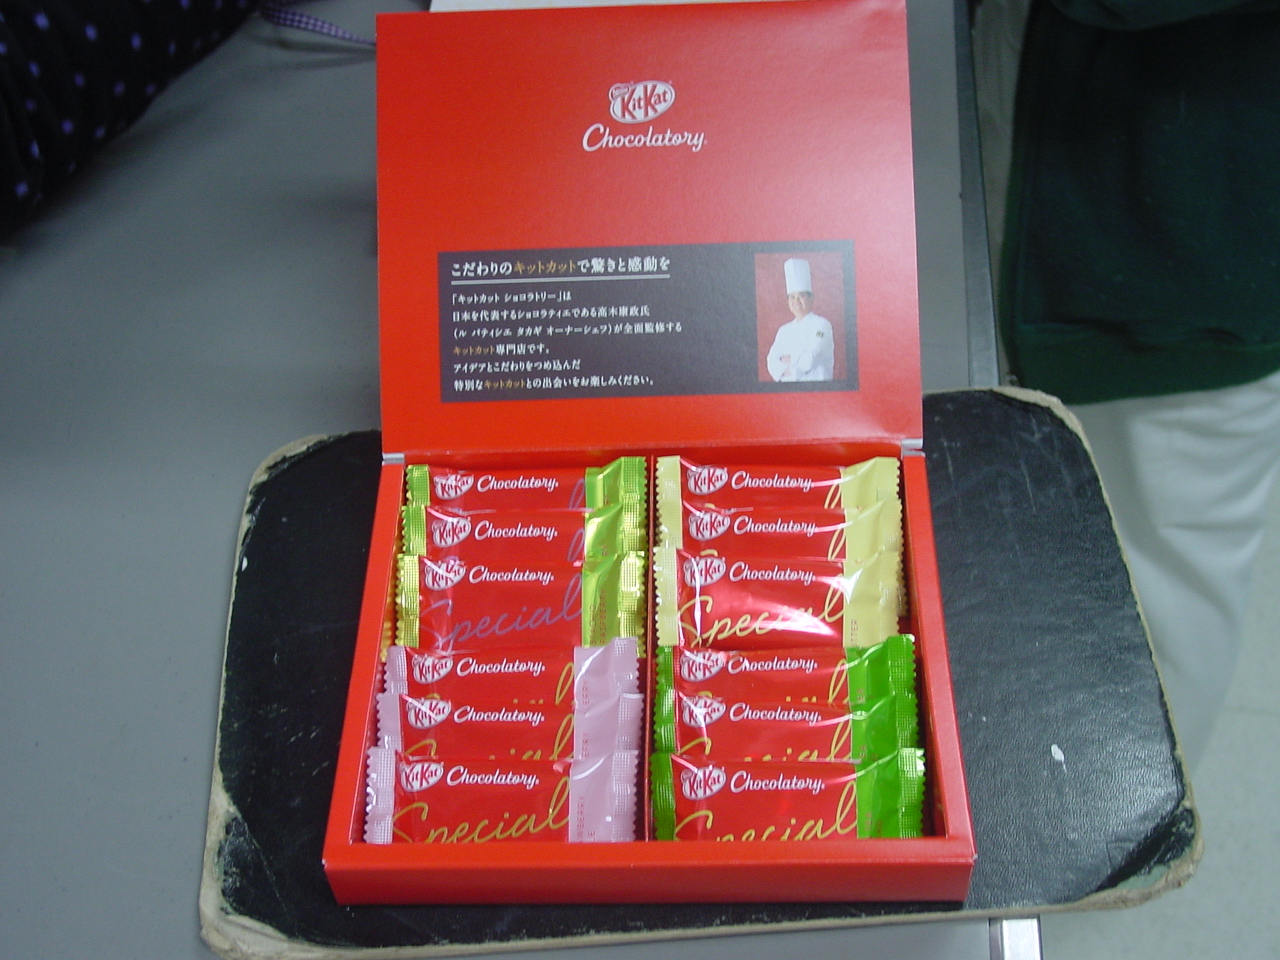 KitKat
Chocolatory
こだわりのキットカットで驚きと感動を
「キットカット ショコラトリー」は
日本を代表するショコラティエである高木康政氏
(ル パティシエ タカギ オーナーシェフ)が全面監修する
キットカット専門店です。
アイデアとこだわりをつめ込んだ
特別なキットカットとの出会いをお楽しみください。
KitKat Chocolatory
KitKat Chocolatory
KitKat Chocolatory
KitKat Chocolatory
KitKat Chocolatory
Special
KitKat Chocolatory
Special
KitKat Chocolatory
KitKat Chocolatory
KitKat Chocolatory
KitKat Chocolatory
KitKat Chocolatory
Special
KitKat Chocolatory
Special